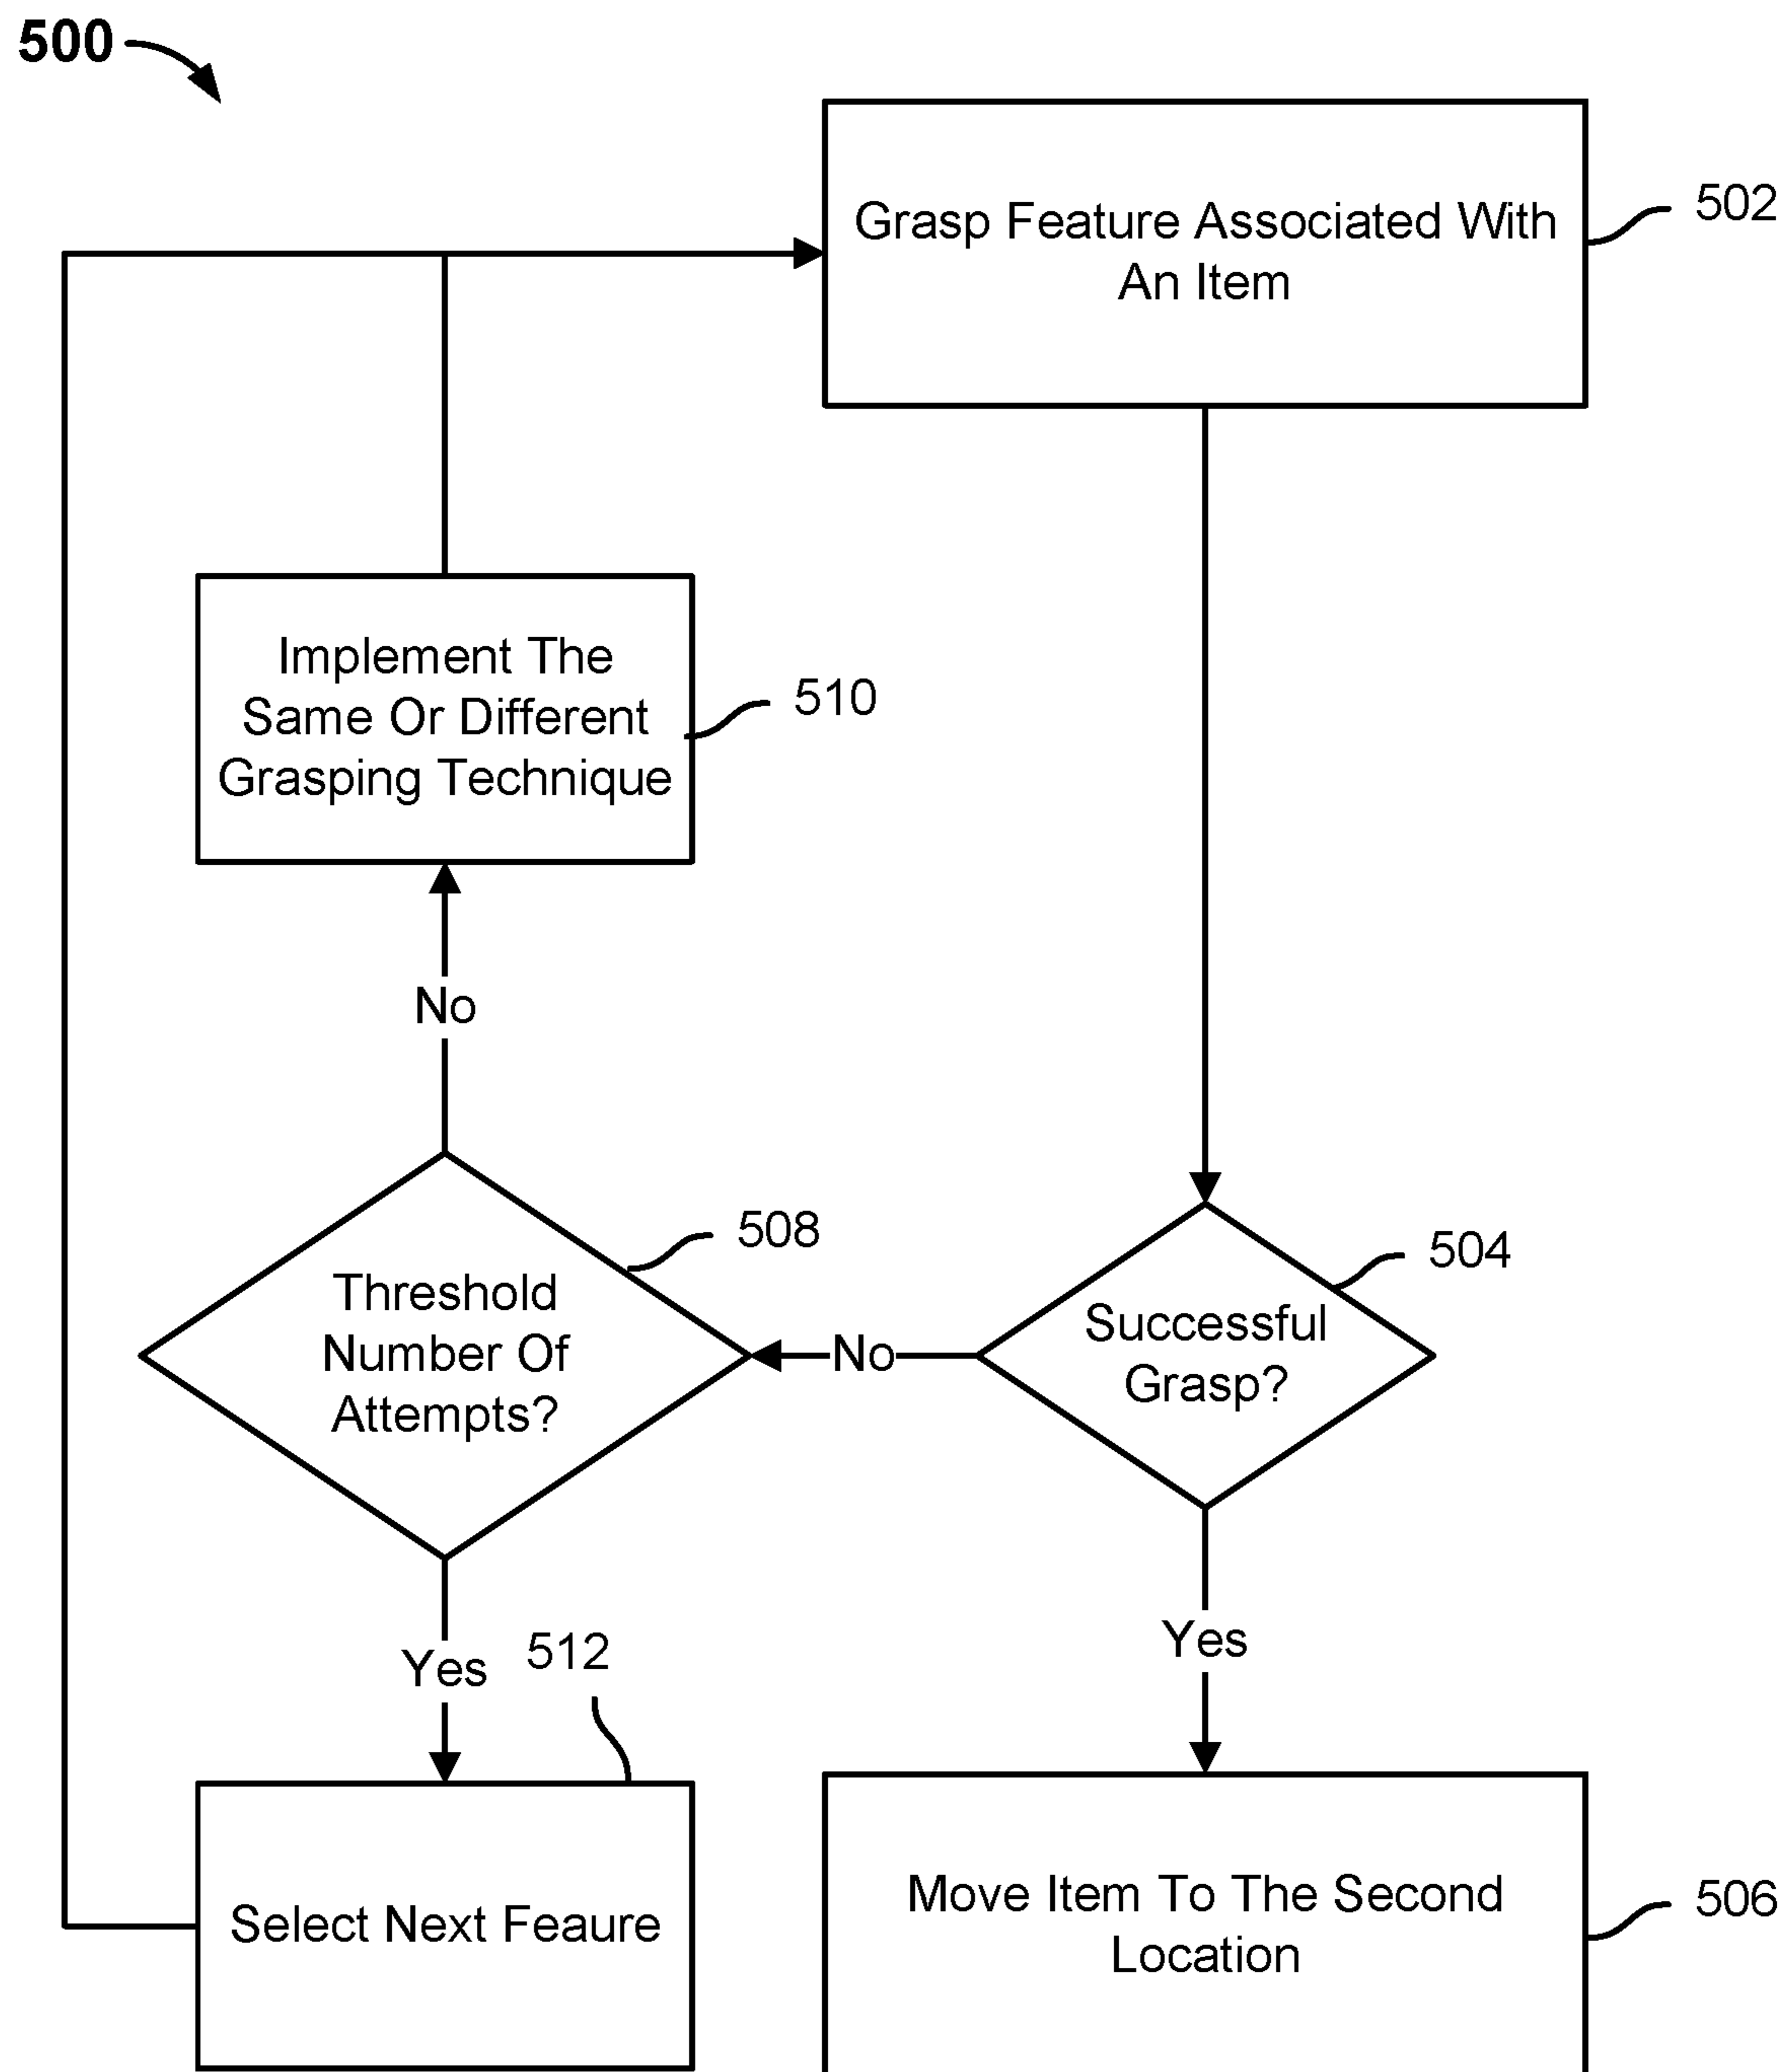 500
Grasp Feature Associated With
An Item
502
Implement The
Same Or Different
Grasping Technique
510
No
Threshold
Number Of
Attempts?
508
No
Successful
Grasp?
504
Yes
512
Yes
Select Next Feaure
Move Item To The Second
Location
506